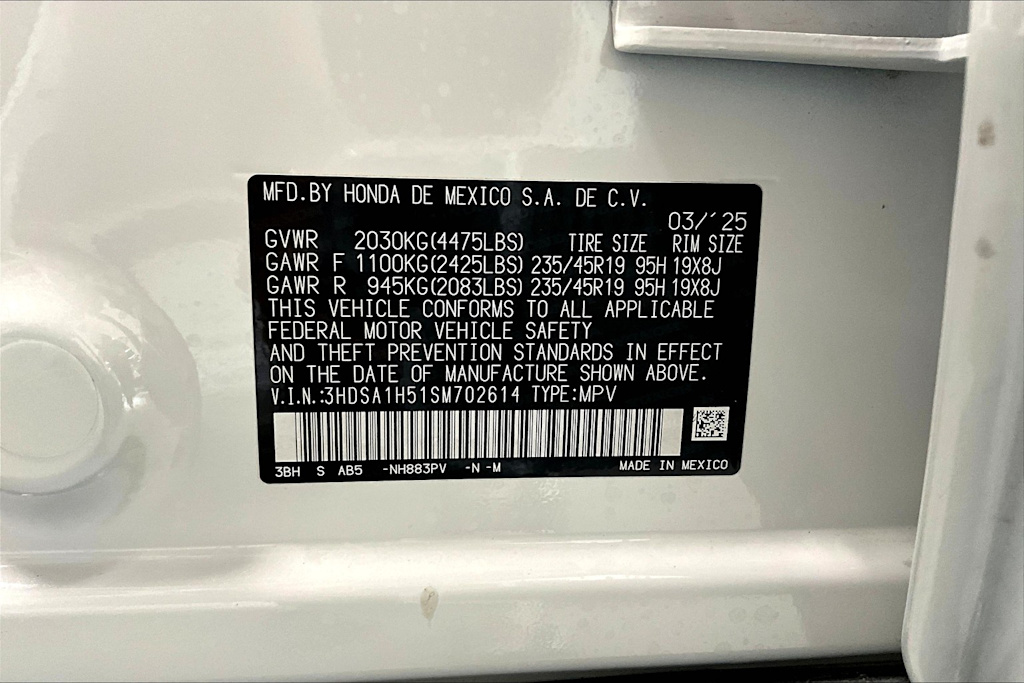 MFD.BY HONDA DE MEXICO S.A. DE C.V.
03/'25
GVWR 2030KG(4475LBS) TIRE SIZE RIM SIZE
GAWR F 1100KG(2425LBS) 235/45R19 95H 19X8J
GAWR R 945KG(2083LBS) 235/45R19 95H 19X8J
THIS VEHICLE CONFORMS TO ALL APPLICABLE
FEDERAL MOTOR VEHICLE SAFETY
AND THEFT PREVENTION STANDARDS IN EFFECT
ON THE DATE OF MANUFACTURE SHOWN ABOVE.
V.I.N.:3HDSA1H51SM702614 TYPE:MPV
3BH S AB5 -NH883PV -N -M MADE IN MEXICO